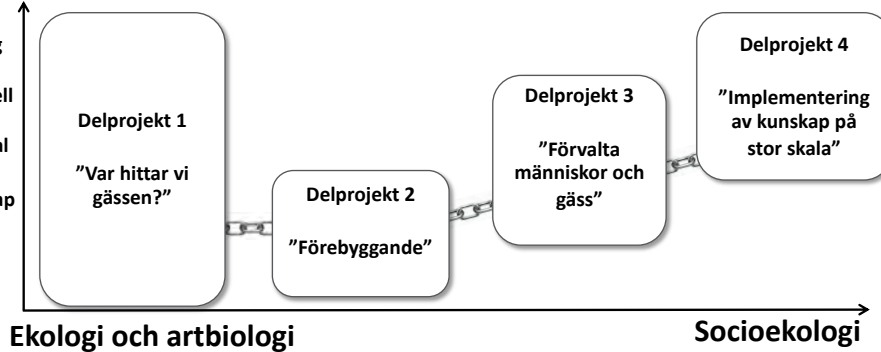 Delprojekt 1
”Var hittar vi
gässen?”
Delprojekt 2
”Förebyggande”
Delprojekt 3
”Förvalta
människor och
gäss”
Delprojekt 4
”Implementering
av kunskap på
stor skala”
Ekologi och artbiologi
Socioekologi